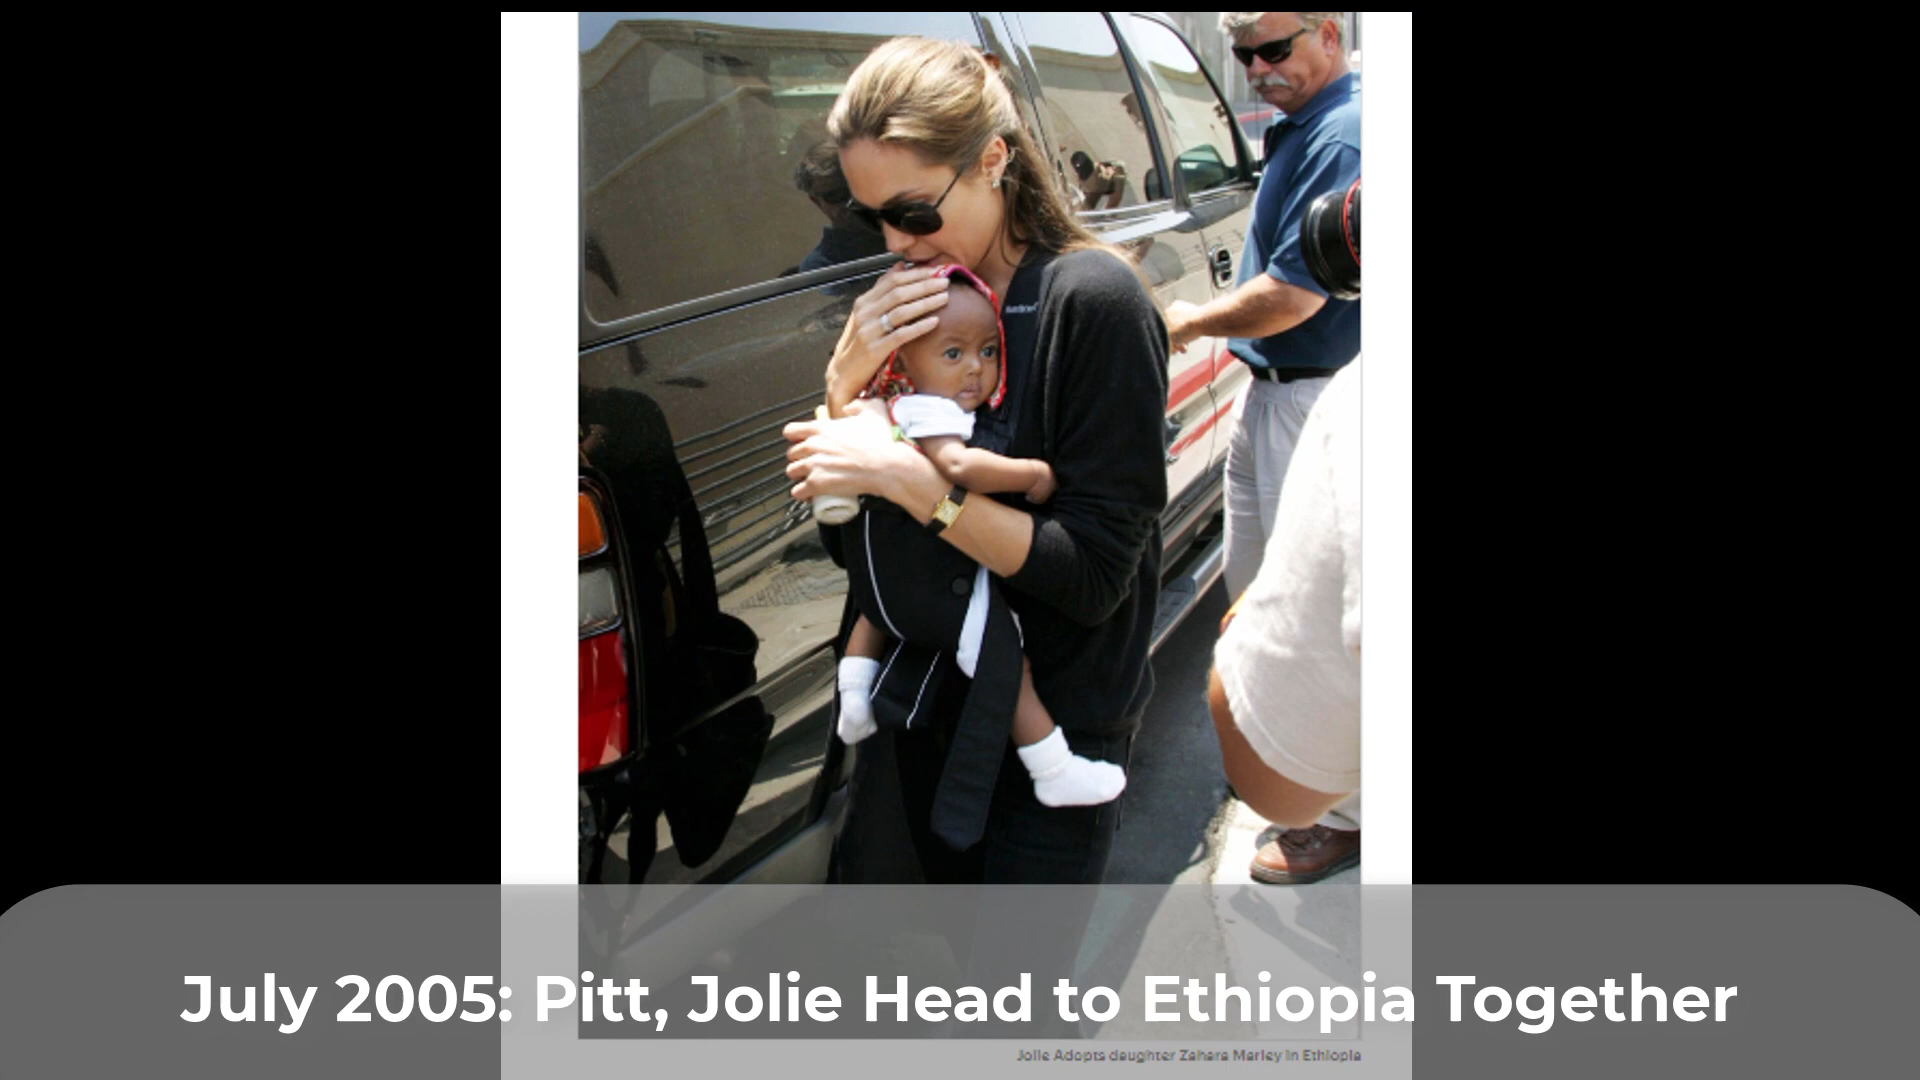 July 2005: Pitt, Jolie Head to Ethiopia Together
Jolie Adopts daughter Zahara Marley in Ethiopia